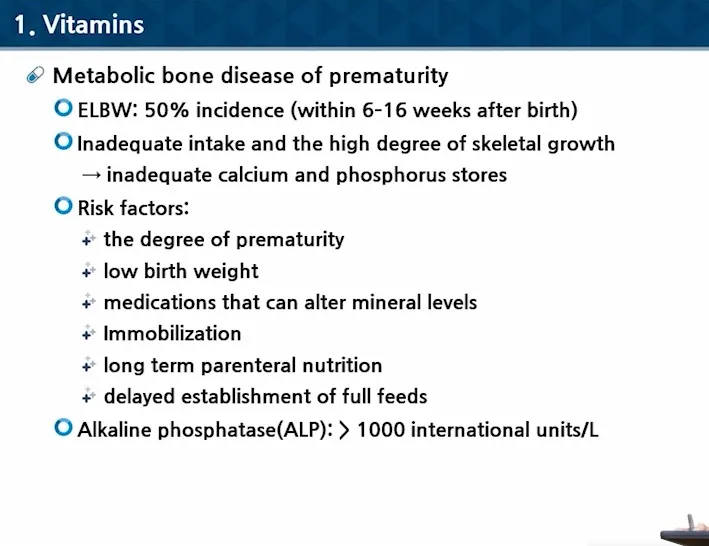 1. Vitamins
Metabolic bone disease of prematurity
ELBW: 50% incidence (within 6-16 weeks after birth)
Inadequate intake and the high degree of skeletal growth
→ inadequate calcium and phosphorus stores
Risk factors:
the degree of prematurity
low birth weight
medications that can alter mineral levels
Immobilization
long term parenteral nutrition
delayed establishment of full feeds
Alkaline phosphatase(ALP): > 1000 international units/L